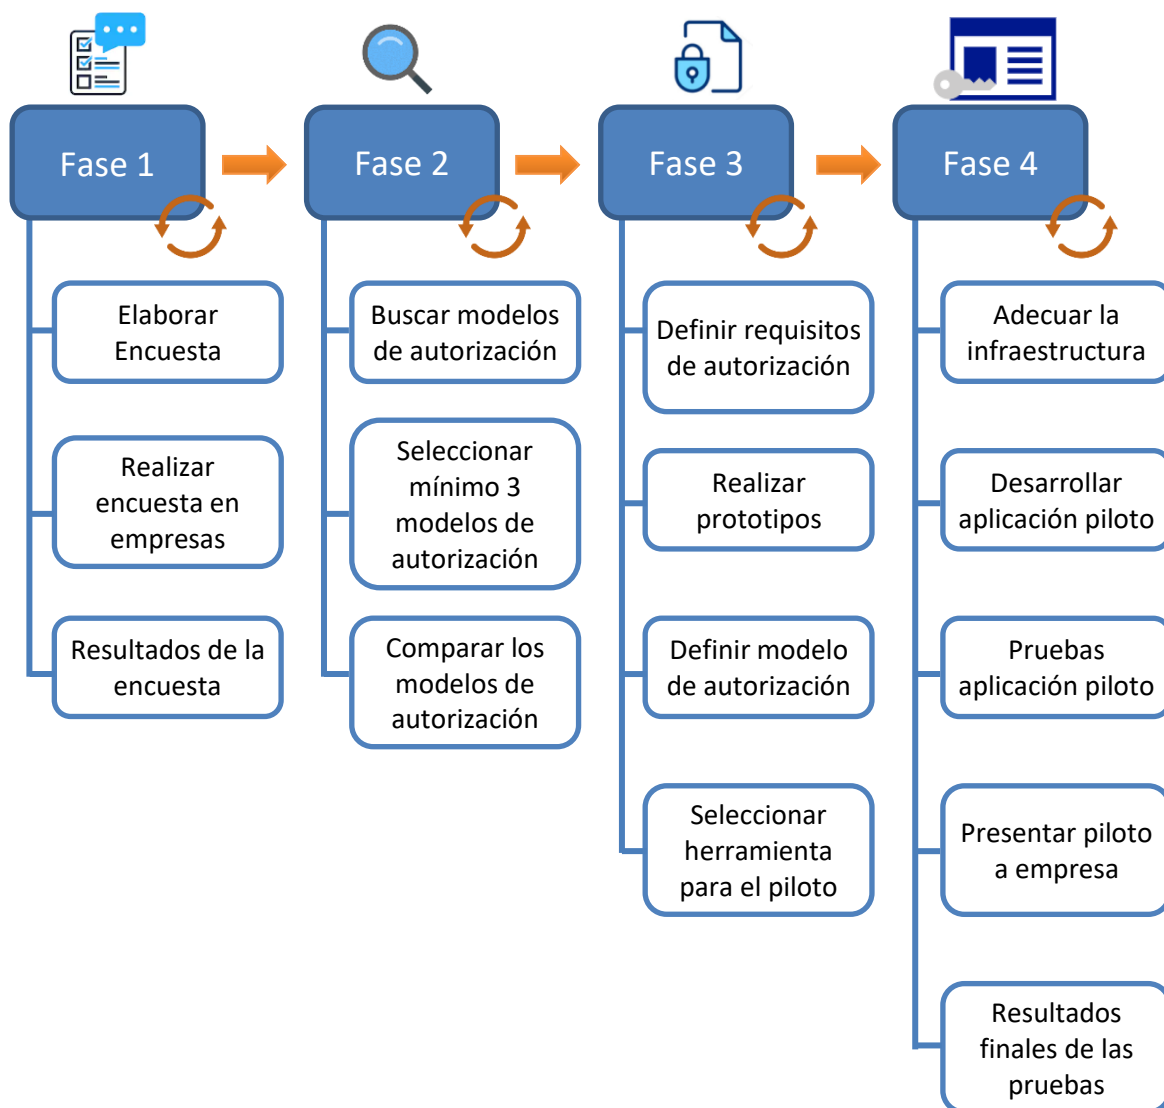 Fase 1
Fase 2
Fase 3
Fase 4
Elaborar
Encuesta
Realizar
encuesta en
empresas
Resultados de la
encuesta
Buscar modelos
de autorización
Seleccionar
mínimo 3
modelos de
autorización
Comparar los
modelos de
autorización
Definir requisitos
de autorización
Realizar
prototipos
Definir modelo
de autorización
Seleccionar
herramienta
para el piloto
Adecuar la
infraestructura
Desarrollar
aplicación piloto
Pruebas
aplicación piloto
Presentar piloto
a empresa
Resultados
finales de las
pruebas